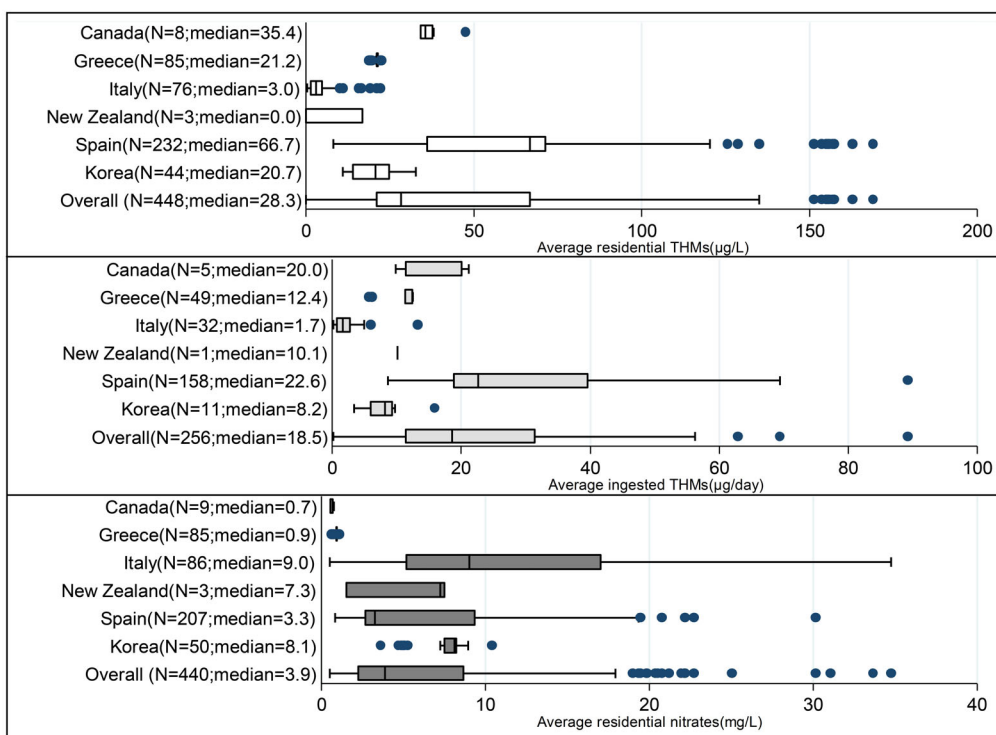 Canada(N=8;median=35.4)
Greece(N=85;median=21.2)
Italy(N=76;median=3.0)
New Zealand(N=3;median=0.0)
Spain(N=232;median=66.7)
Korea(N=44;median=20.7)
Overall (N=448;median=28.3)
0 50 100 150 200
Average residential THMs(µg/L)
Canada(N=5;median=20.0)
Greece(N=49;median=12.4)
Italy(N=32;median=1.7)
New Zealand(N=1;median=10.1)
Spain(N=158;median=22.6)
Korea(N=11;median=8.2)
Overall(N=256;median=18.5)
0 20 40 60 80 100
Average ingested THMs(µg/day)
Canada(N=9;median=0.7)
Greece(N=85;median=0.9)
Italy(N=86;median=9.0)
New Zealand(N=3;median=7.3)
Spain(N=207;median=3.3)
Korea(N=50;median=8.1)
Overall (N=440;median=3.9)
0 10 20 30 40
Average residential nitrates(mg/L)